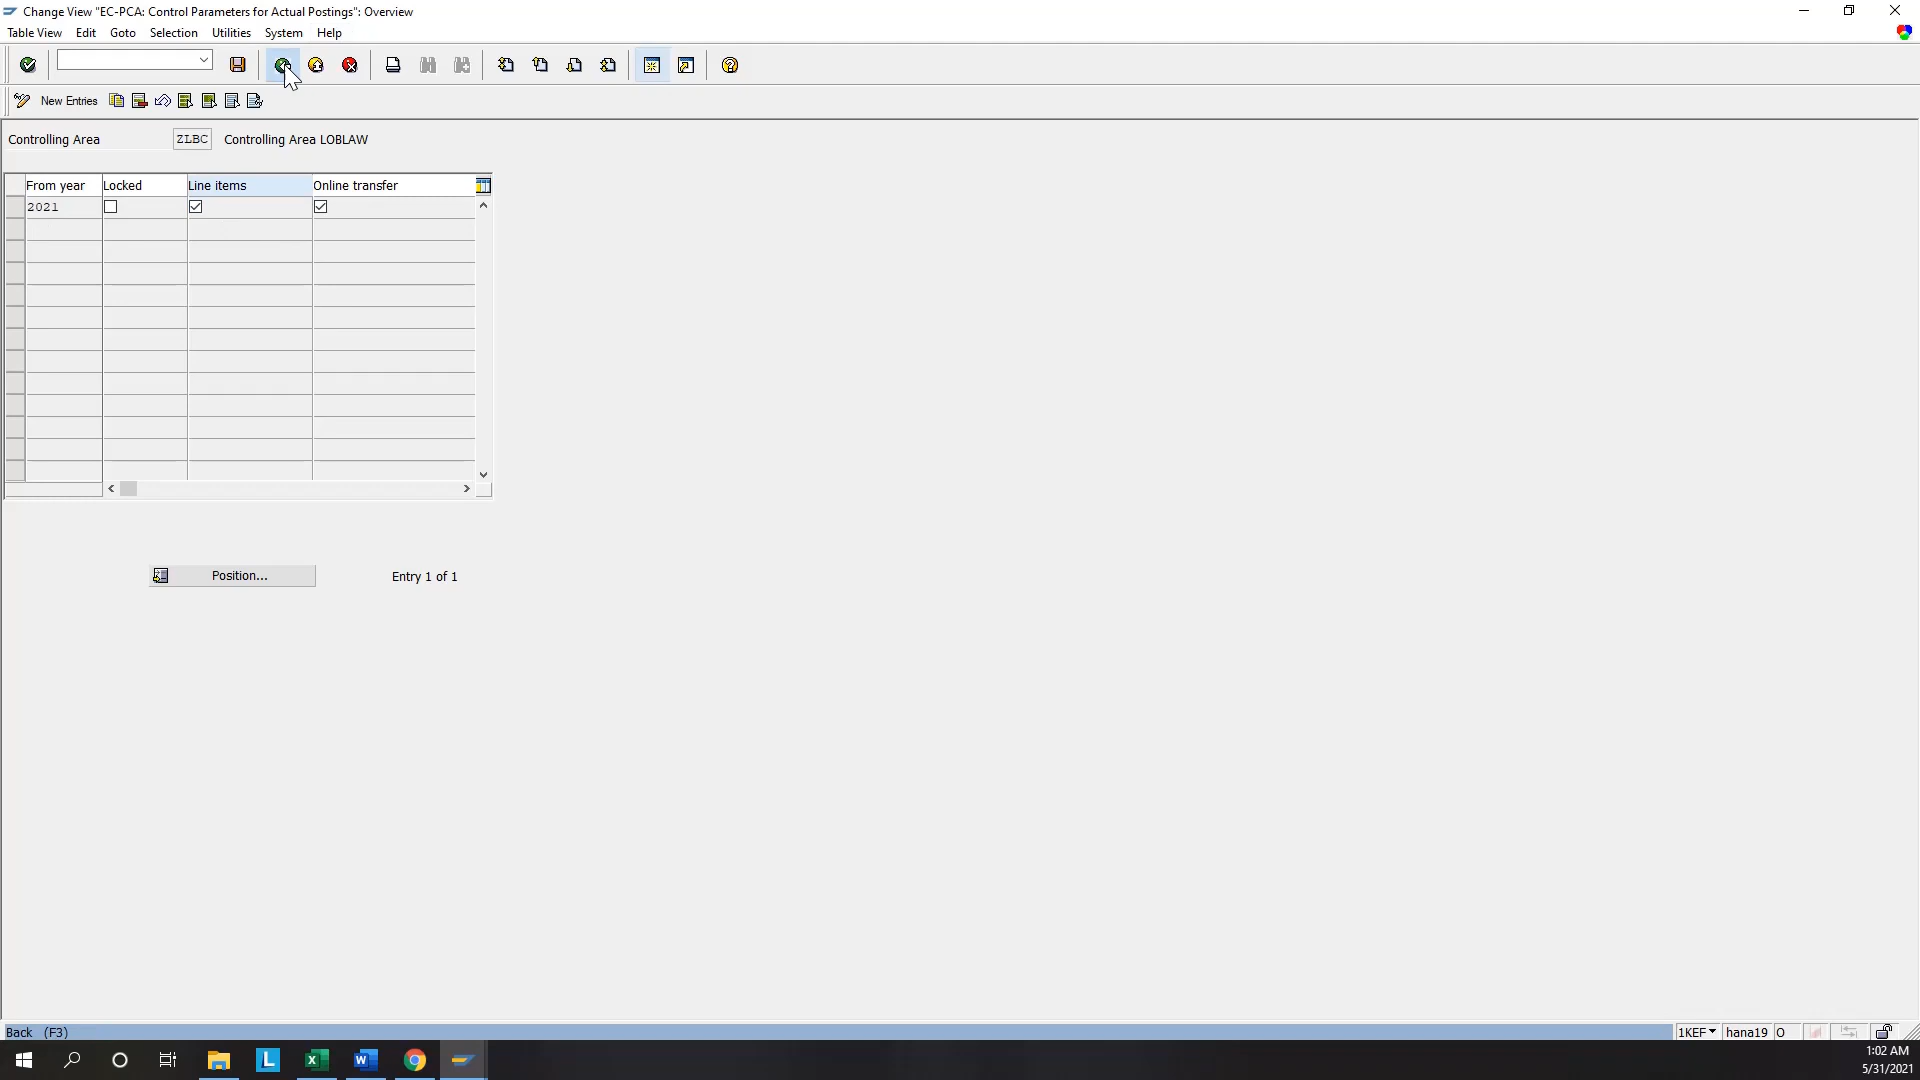 Change View "EC-PCA: Control Parameters for Actual Postings": Overview
Table View Edit Goto Selection Utilities System Help
New Entries
Controlling Area ZLBC Controlling Area LOBLAW
From year Locked Line items Online transfer
2021
Position... Entry 1 of 1
Back (F3) 1KEF hana19 O
1:02 AM
5/31/2021